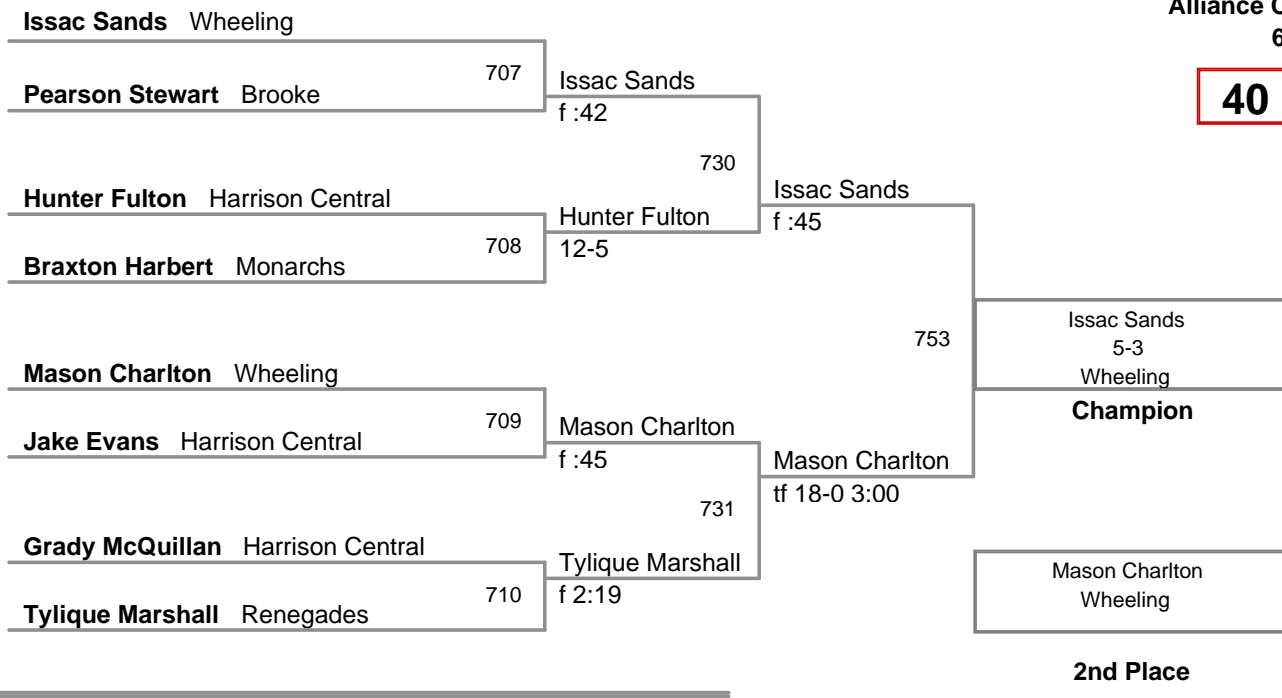 Issac Sands Wheeling
Alliance
6
40
707
Pearson Stewart Brooke
Issac Sands
f :42
730
Hunter Fulton Harrison Central
Issac Sands
f :45
Hunter Fulton
12-5
708
Braxton Harbert Monarchs
753
Issac Sands
5-3
Wheeling
Champion
Mason Charlton Wheeling
709
Mason Charlton
f :45
Jake Evans Harrison Central
Mason Charlton
tf 18-0 3:00
731
Grady McQuillan Harrison Central
Tylique Marshall
f 2:19
710
Tylique Marshall Renegades
Mason Charlton
Wheeling
2nd Place